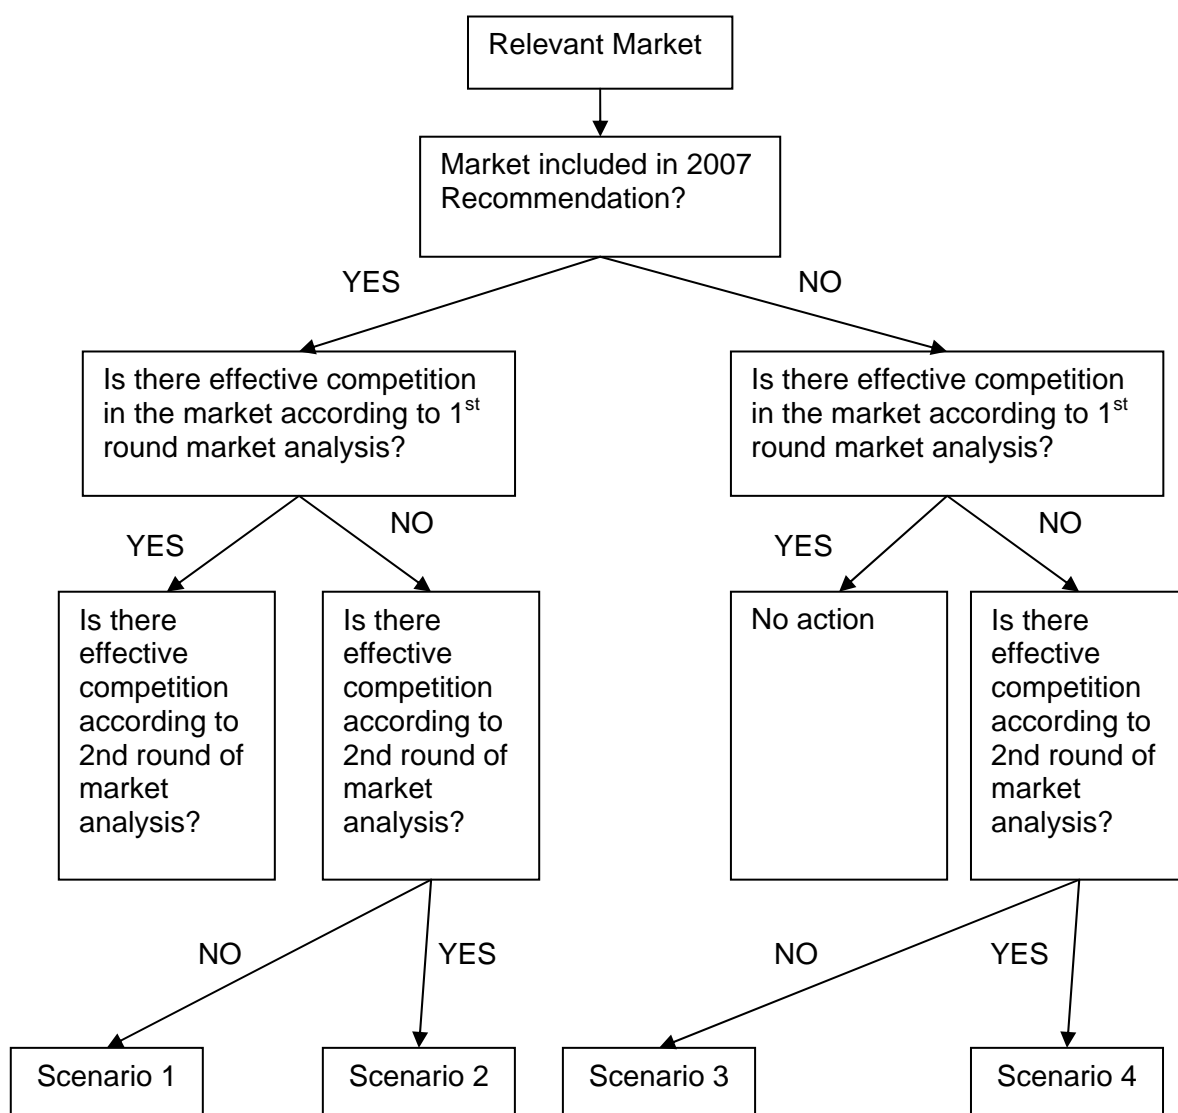 Relevant Market
Market included in 2007
Recommendation?
YES
NO
Is there effective competition
in the market according to 1st
round market analysis?
Is there effective competition
in the market according to 1st
round market analysis?
YES
NO
YES
NO
Is there
effective
competition
according to
2nd round of
market
analysis?
Is there
effective
competition
according to
2nd round of
market
analysis?
No action
Is there
effective
competition
according to
2nd round of
market
analysis?
NO
YES
NO
YES
Scenario 1
Scenario 2
Scenario 3
Scenario 4